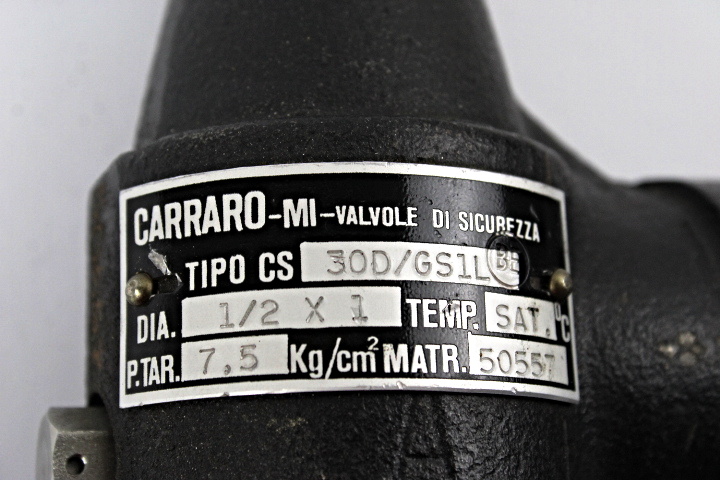 CARRARO-MI-VALVOLE DI SICUREZZA
TIPO CS 30D/GS1L
DIA. 1/2 X 1 TEMP. SAT. °C
P.TAR. 7,5 Kg/cm² MATR. 50557